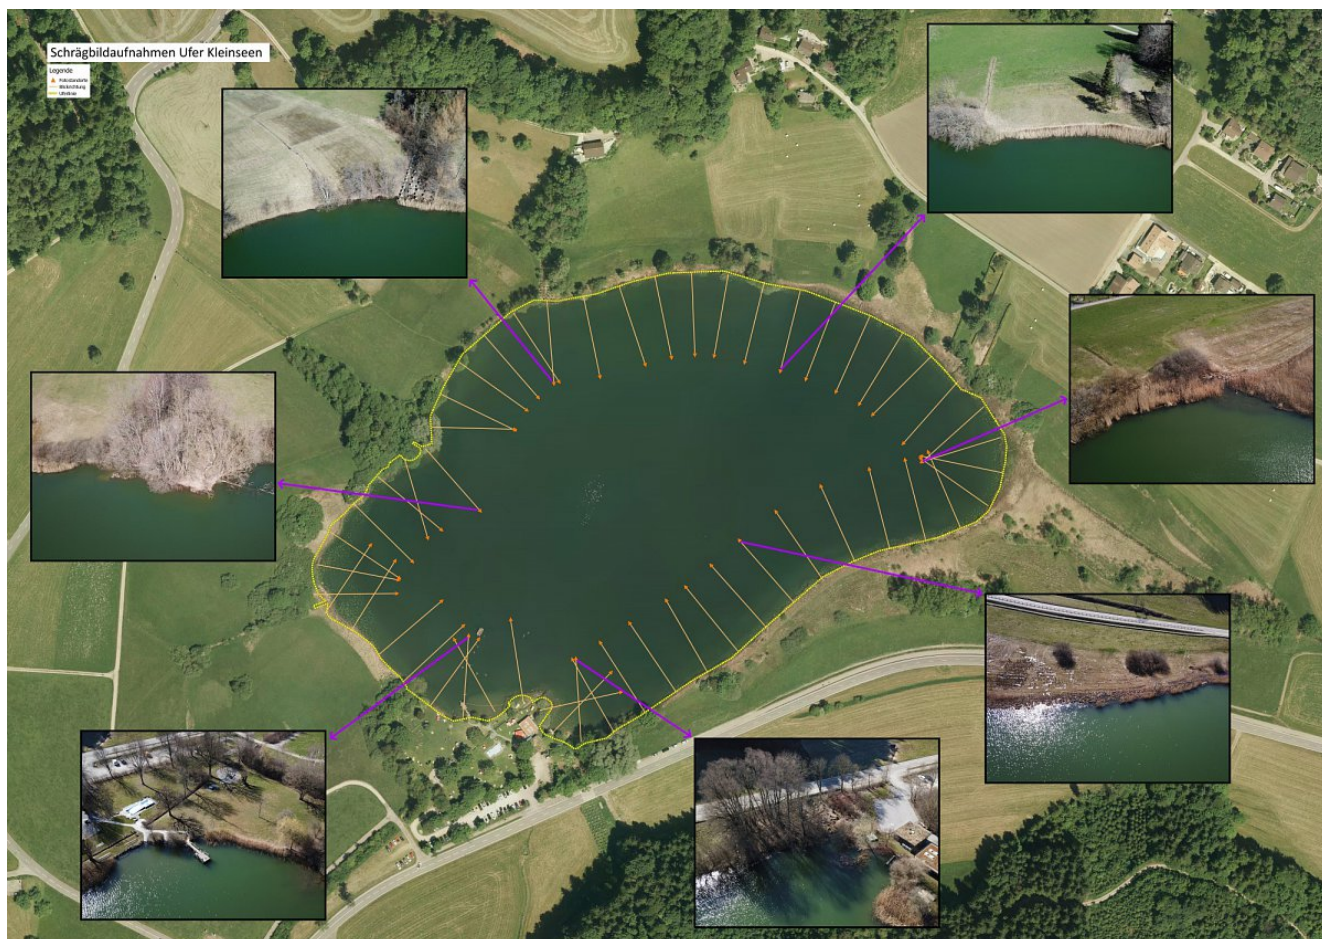 Schrägbildaufnahmen Ufer Kleinseen
Legende
Fotostandorte
Blickrichtung
Uferlinie